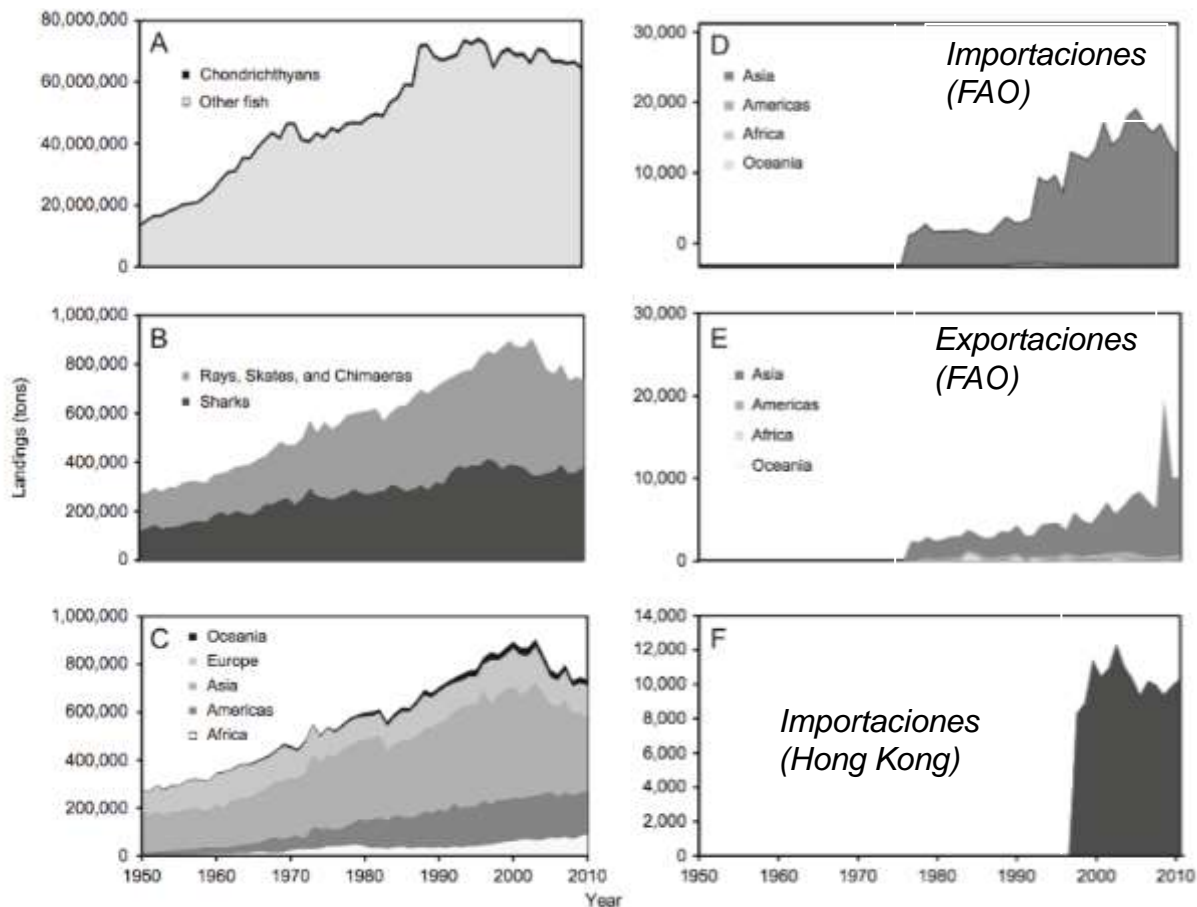 A
Chondrichthyans
Other fish
80,000,000
60,000,000
40,000,000
20,000,000
0
B
Rays, Skates, and Chimaeras
Sharks
1,000,000
800,000
600,000
400,000
200,000
0
Landings (tons)
C
Oceania
Europe
Asia
Americas
Africa
1,000,000
800,000
600,000
400,000
200,000
0
1950 1960 1970 1980 1990 2000 2010
Year
D
Importaciones
(FAO)
Asia
Americas
Africa
Oceania
30,000
20,000
10,000
0
E
Exportaciones
(FAO)
Asia
Americas
Africa
Oceania
30,000
20,000
10,000
0
F
Importaciones
(Hong Kong)
14,000
12,000
10,000
8,000
6,000
4,000
2,000
0
1950 1960 1970 1980 1990 2000 2010